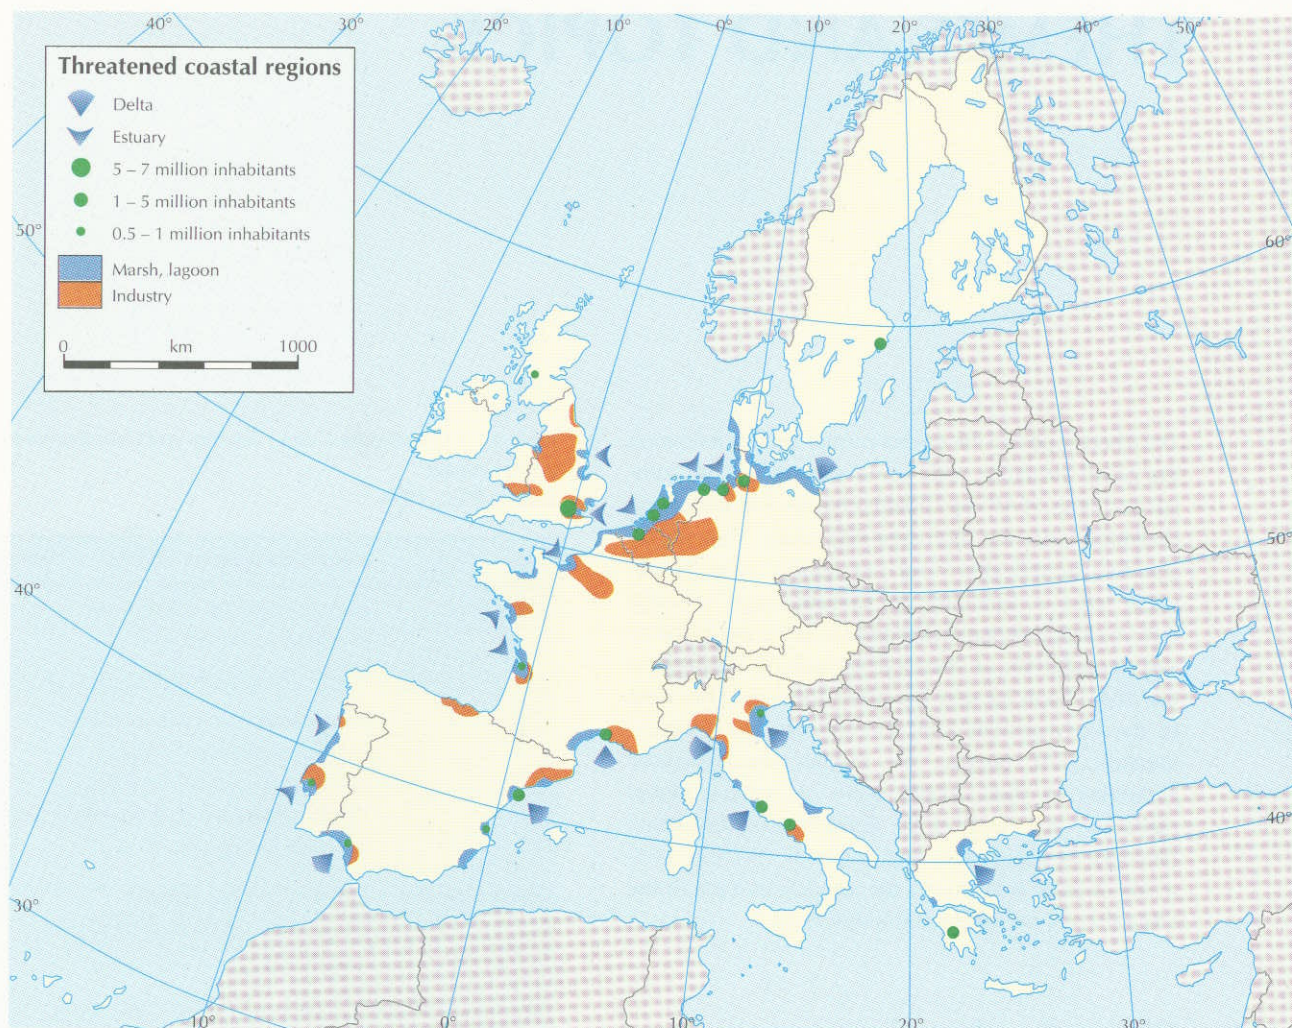 40° 30° 20° 10° 0° 10° 20° 30° 40° 50°
Threatened coastal regions
Delta
Estuary
5 – 7 million inhabitants
1 – 5 million inhabitants
0.5 – 1 million inhabitants
Marsh, lagoon
Industry
0 km 1000
50°
60°
50°
40°
40°
30°
10° 0° 10° 20° 30°